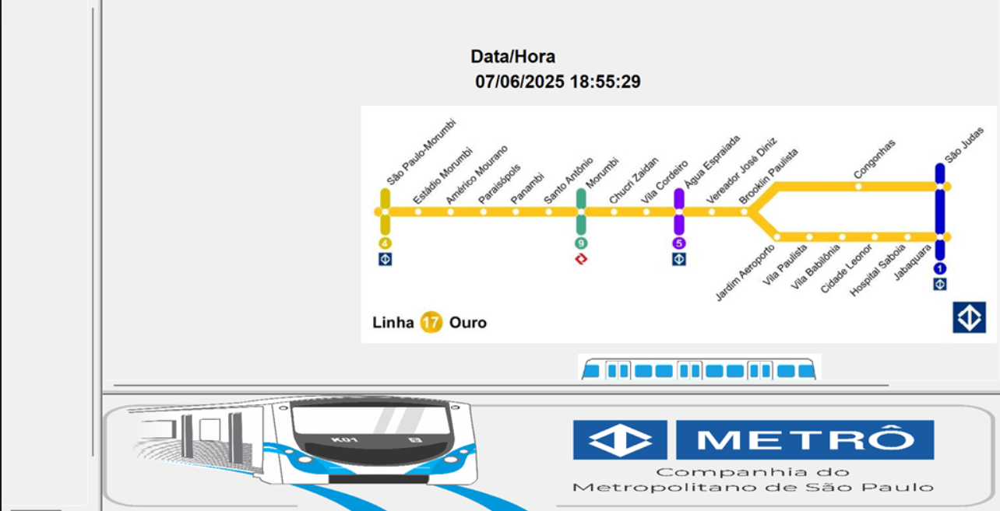 Data/Hora
07/06/2025 18:55:29
São Paulo-Morumbi
Estádio Morumbi
Américo Mourano
Paraisópols
Panambi
Santo Antônio
Morumbi
Chucri Zaidan
Vila Cordeiro
Água Espraiada
Vereador José Diniz
Brooklin Paulista
Congonhas
São Judas
Jardim Aeroporto
Vila Paulista
Vila Babilônia
Cidade Leonor
Hospital Saboia
Jabaquara
4
9
5
1
Linha 17 Ouro
K01
METRÔ
Companhia do
Metropolitano de São Paulo